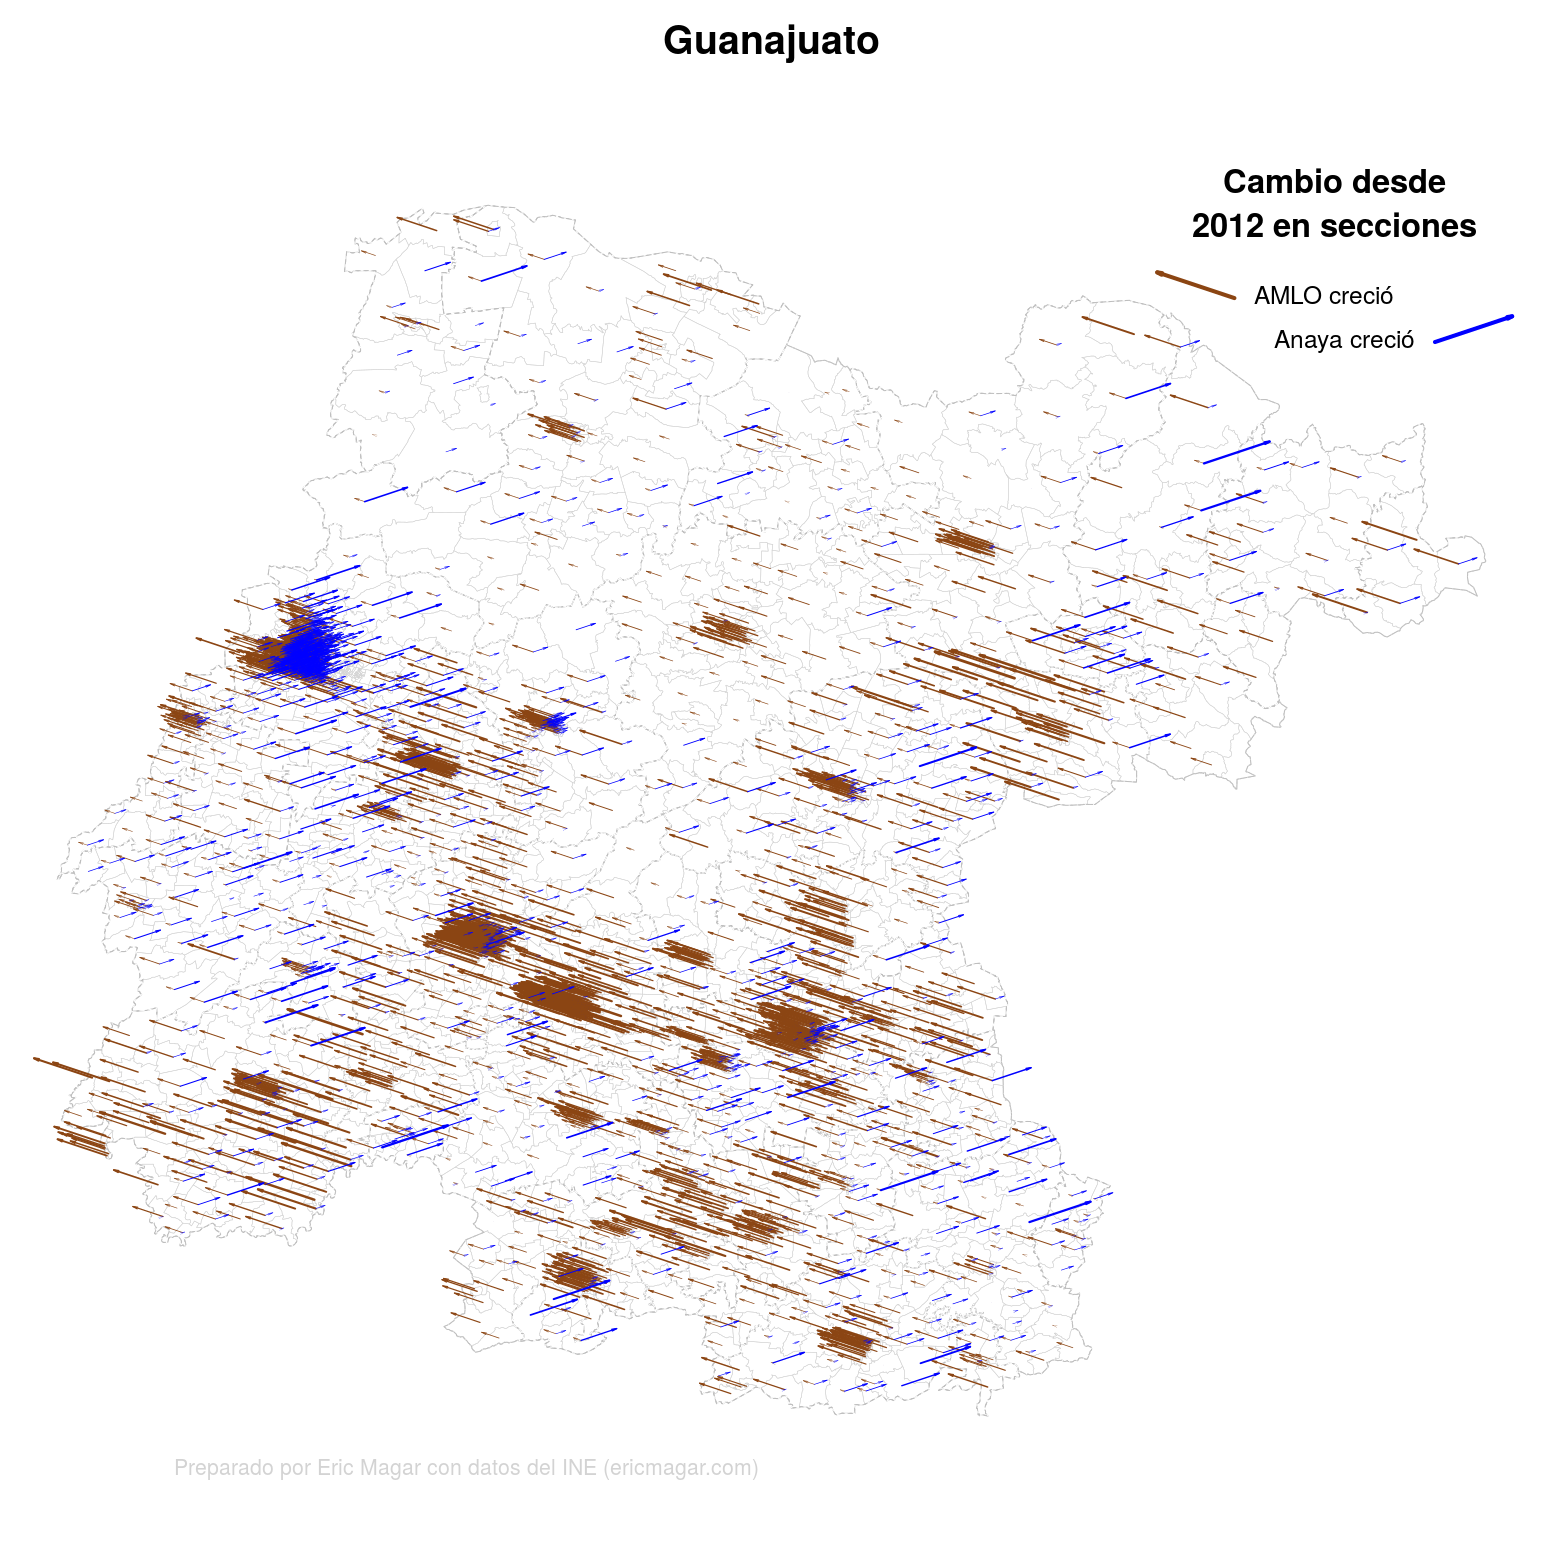 Guanajuato
Cambio desde
2012 en secciones
AMLO creció
Anaya creció
Preparado por Eric Magar con datos del INE (ericmagar.com)